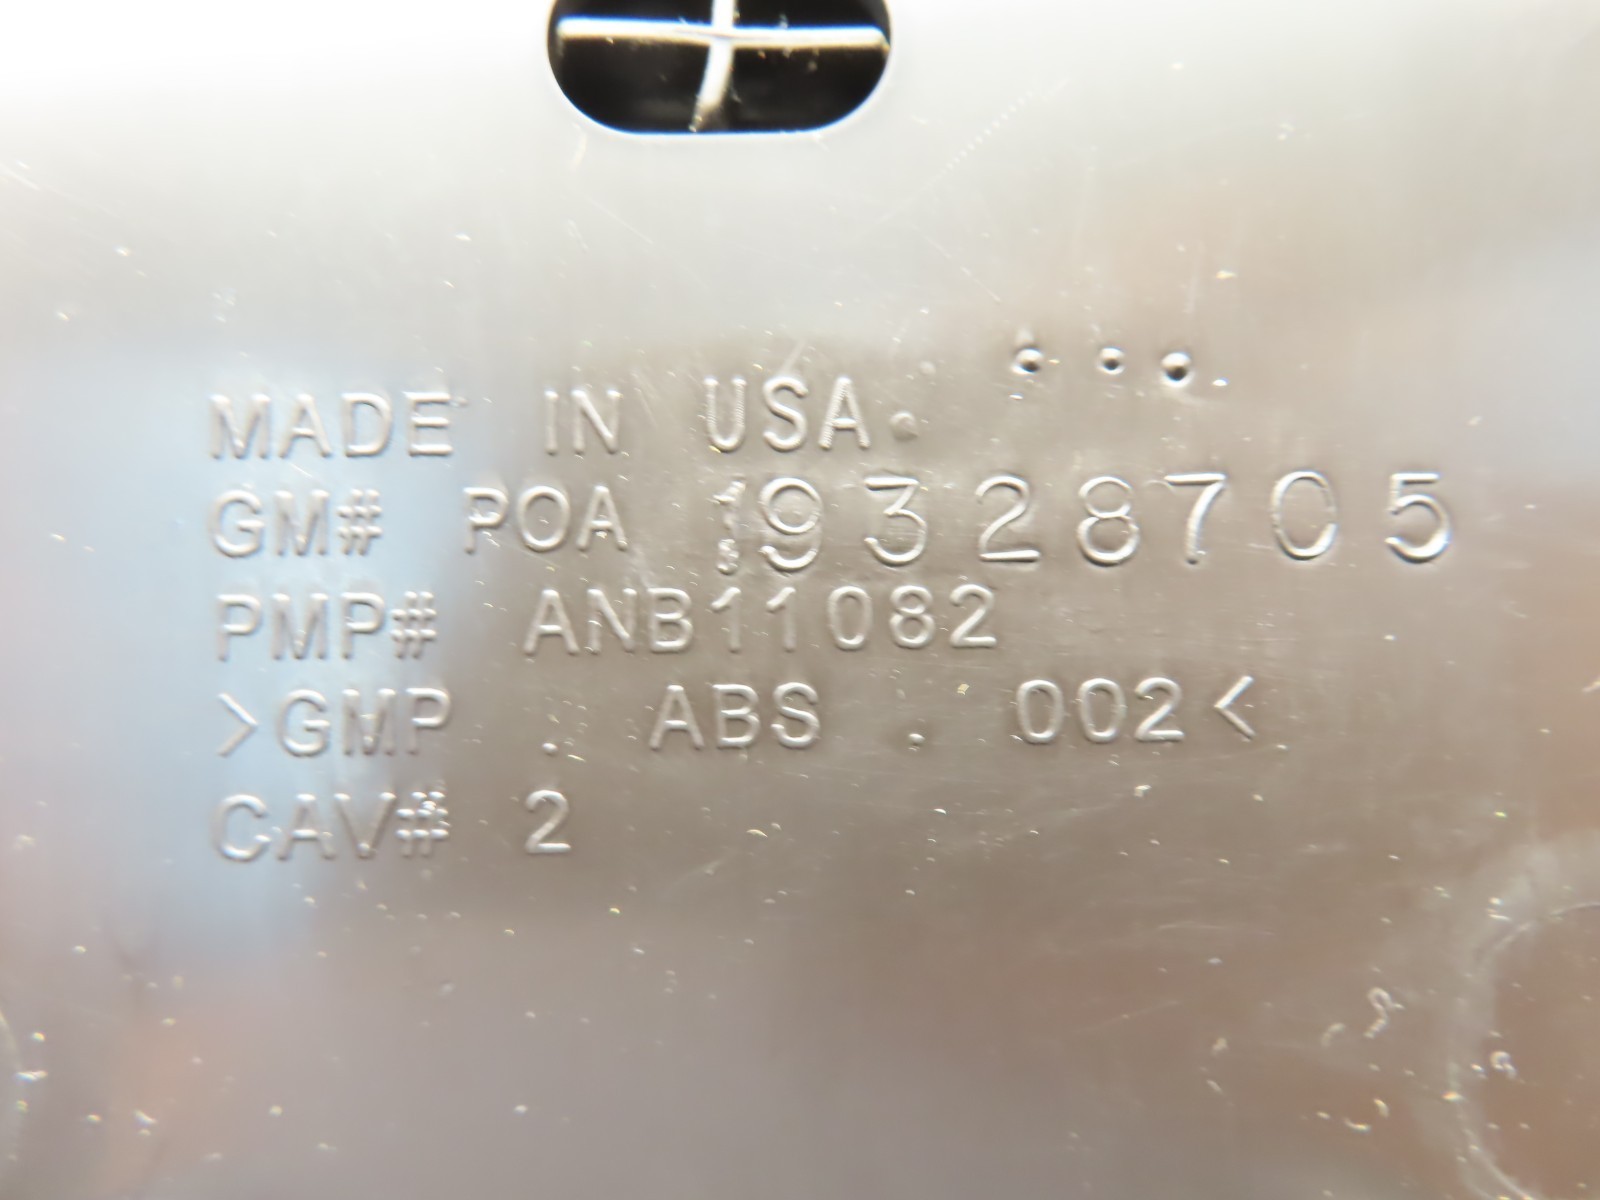 MADE IN USA.
GM# POA 19328705
PMP# ANB11082
>GMP . ABS . 002<
CAV# 2